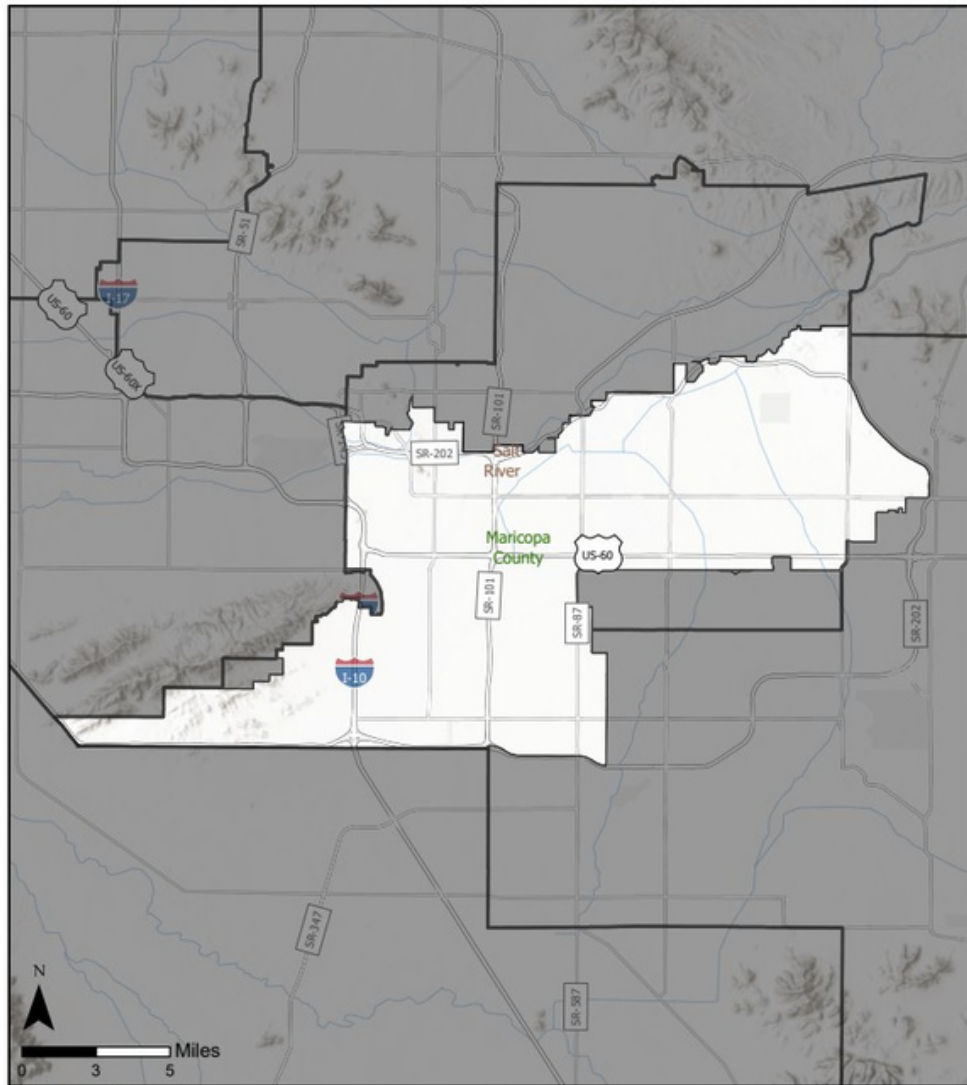 SR-51
I-17
US-60
US-60X
SR-101
SR-202
Salt
River
Maricopa
County
US-60
SR-101
SR-87
SR-202
I-10
SR-347
SR-587
N
Miles
0 3 5